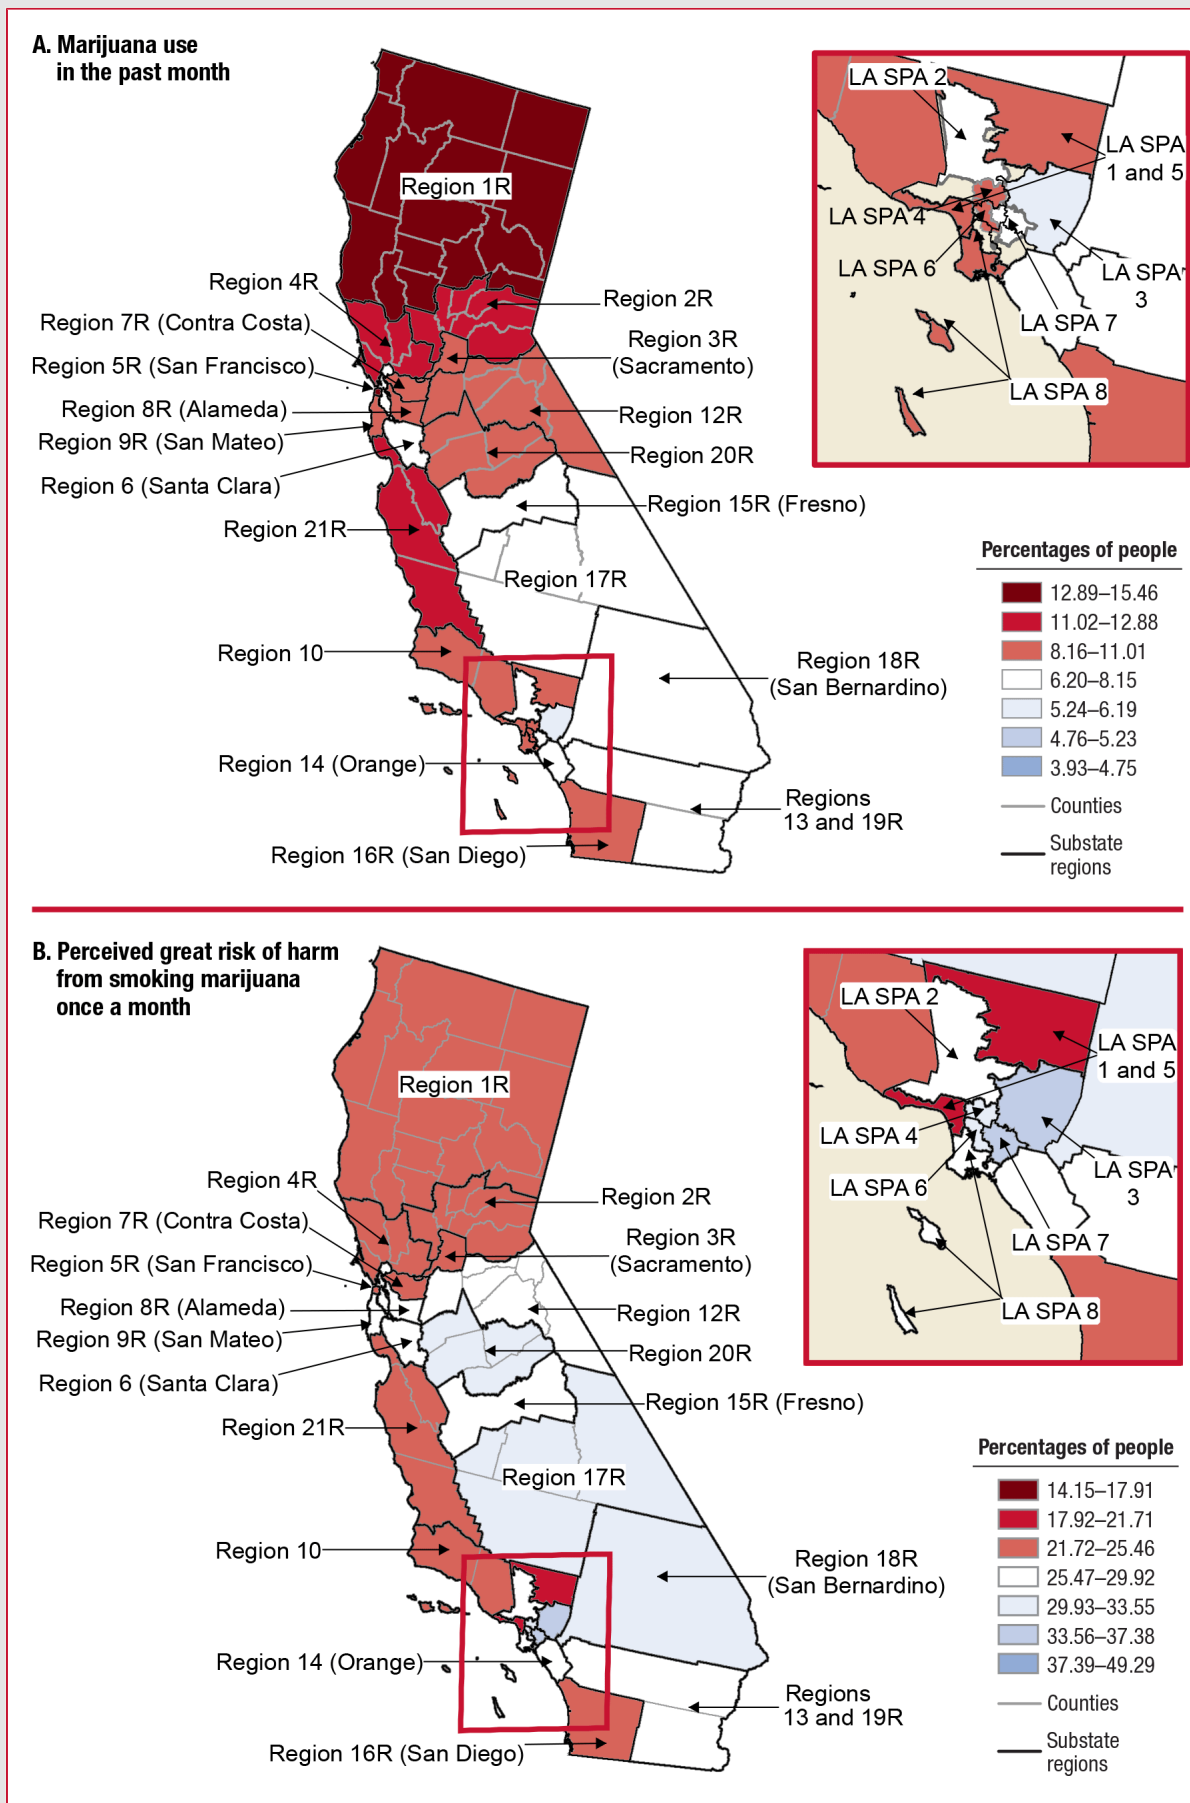 A. Marijuana use
in the past month
Region 1R
Region 4R
Region 2R
Region 7R (Contra Costa)
Region 3R
(Sacramento)
Region 5R (San Francisco)
Region 8R (Alameda)
Region 12R
Region 9R (San Mateo)
Region 20R
Region 6 (Santa Clara)
Region 15R (Fresno)
Region 21R
Region 17R
Region 10
Region 18R
(San Bernardino)
Region 14 (Orange)
Regions
13 and 19R
Region 16R (San Diego)
LA SPA 2
LA SPA
1 and 5
LA SPA 4
LA SPA 6
LA SPA
3
LA SPA 7
LA SPA 8
Percentages of people
12.89–15.46
11.02–12.88
8.16–11.01
6.20–8.15
5.24–6.19
4.76–5.23
3.93–4.75
Counties
Substate
regions
B. Perceived great risk of harm
from smoking marijuana
once a month
Region 1R
Region 4R
Region 2R
Region 7R (Contra Costa)
Region 3R
(Sacramento)
Region 5R (San Francisco)
Region 8R (Alameda)
Region 12R
Region 9R (San Mateo)
Region 20R
Region 6 (Santa Clara)
Region 15R (Fresno)
Region 21R
Region 17R
Region 10
Region 18R
(San Bernardino)
Region 14 (Orange)
Regions
13 and 19R
Region 16R (San Diego)
LA SPA 2
LA SPA
1 and 5
LA SPA 4
LA SPA 6
LA SPA
3
LA SPA 7
LA SPA 8
Percentages of people
14.15–17.91
17.92–21.71
21.72–25.46
25.47–29.92
29.93–33.55
33.56–37.38
37.39–49.29
Counties
Substate
regions